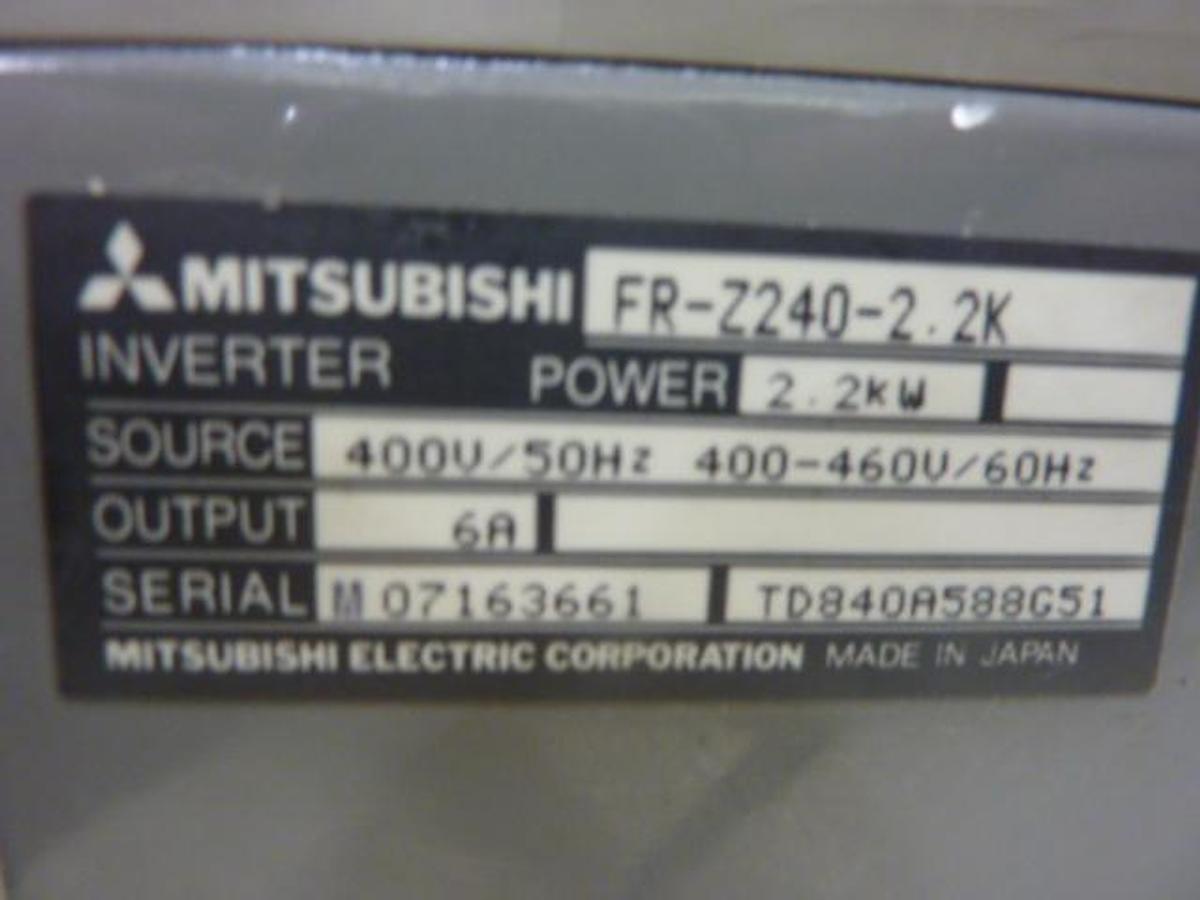 MITSUBISHI FR-Z240-2.2K
INVERTER POWER 2.2KW
SOURCE 400V/50Hz 400-460V/60Hz
OUTPUT 6A
SERIAL M 07163661 TD840A588G51
MITSUBISHI ELECTRIC CORPORATION MADE IN JAPAN